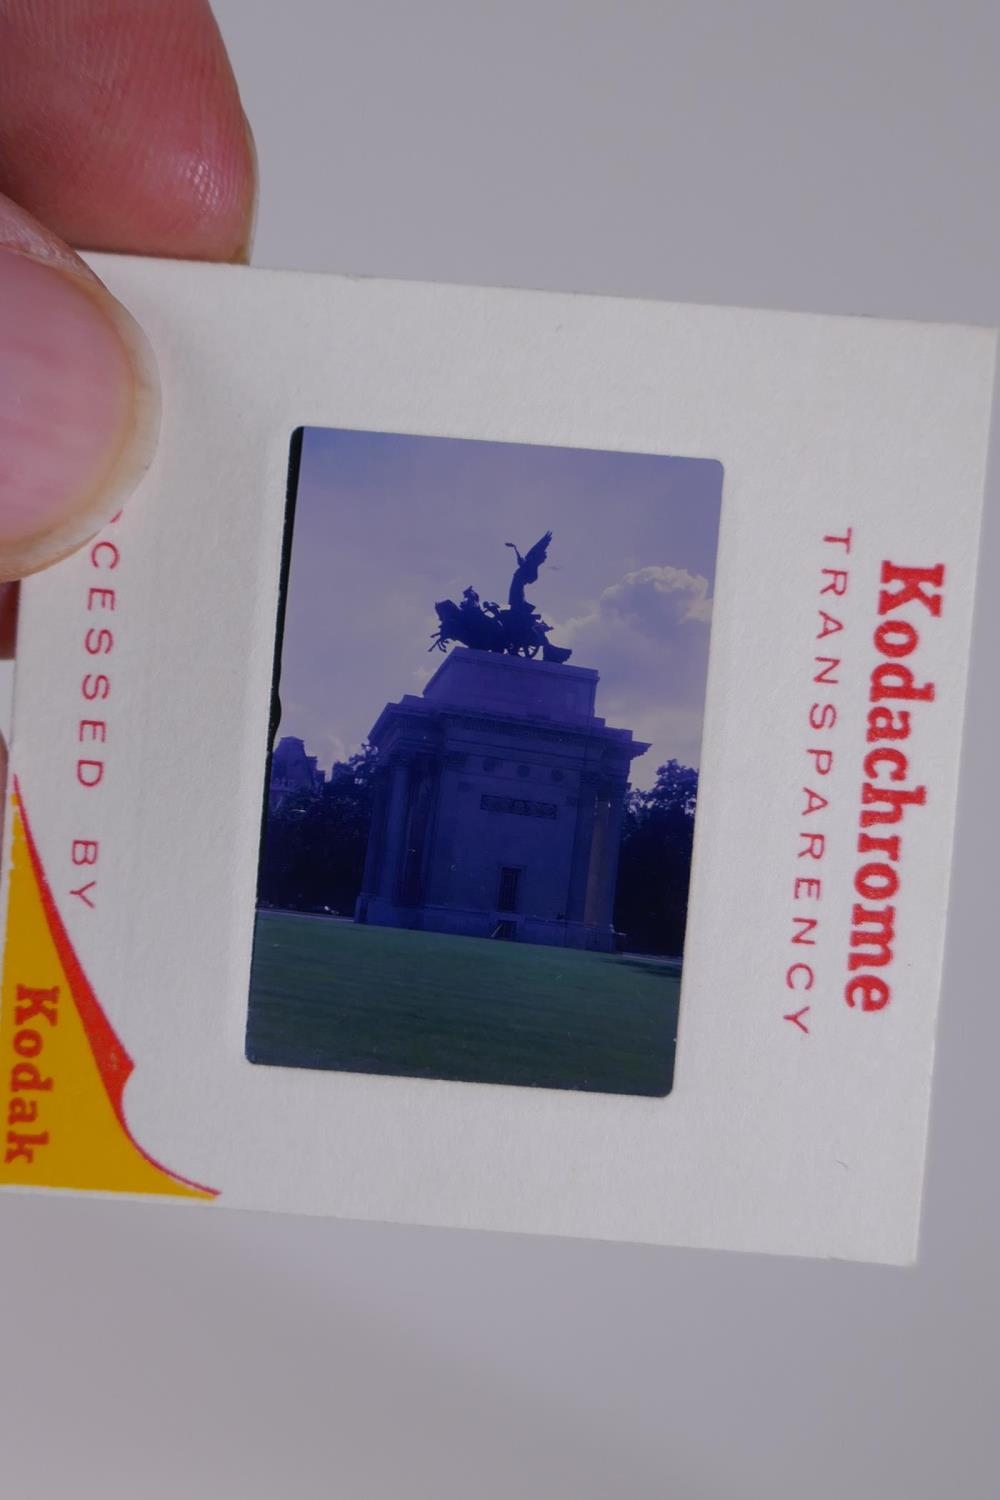 Kodachrome
TRANSPARENCY
CESSED BY
Kodak